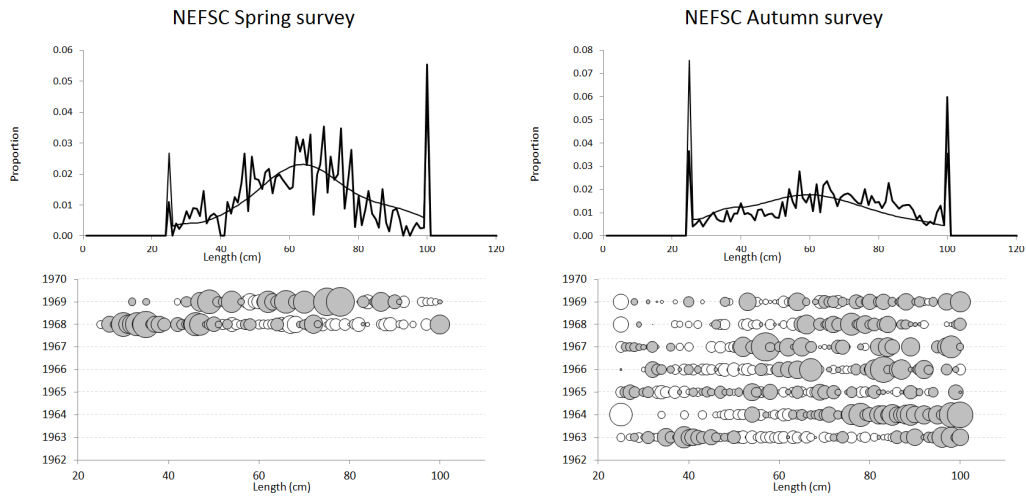 NEFSC Spring survey
NEFSC Autumn survey
0.06
0.05
0.04
0.03
0.02
0.01
0.00
Proportion
0 20 40 60 80 100 120
Length (cm)
0.08
0.07
0.06
0.05
0.04
0.03
0.02
0.01
0.00
Proportion
0 20 40 60 80 100 120
Length (cm)
1970
1969
1968
1967
1966
1965
1964
1963
1962
20 40 60 80 100
Length (cm)
1970
1969
1968
1967
1966
1965
1964
1963
1962
20 40 60 80 100
Length (cm)